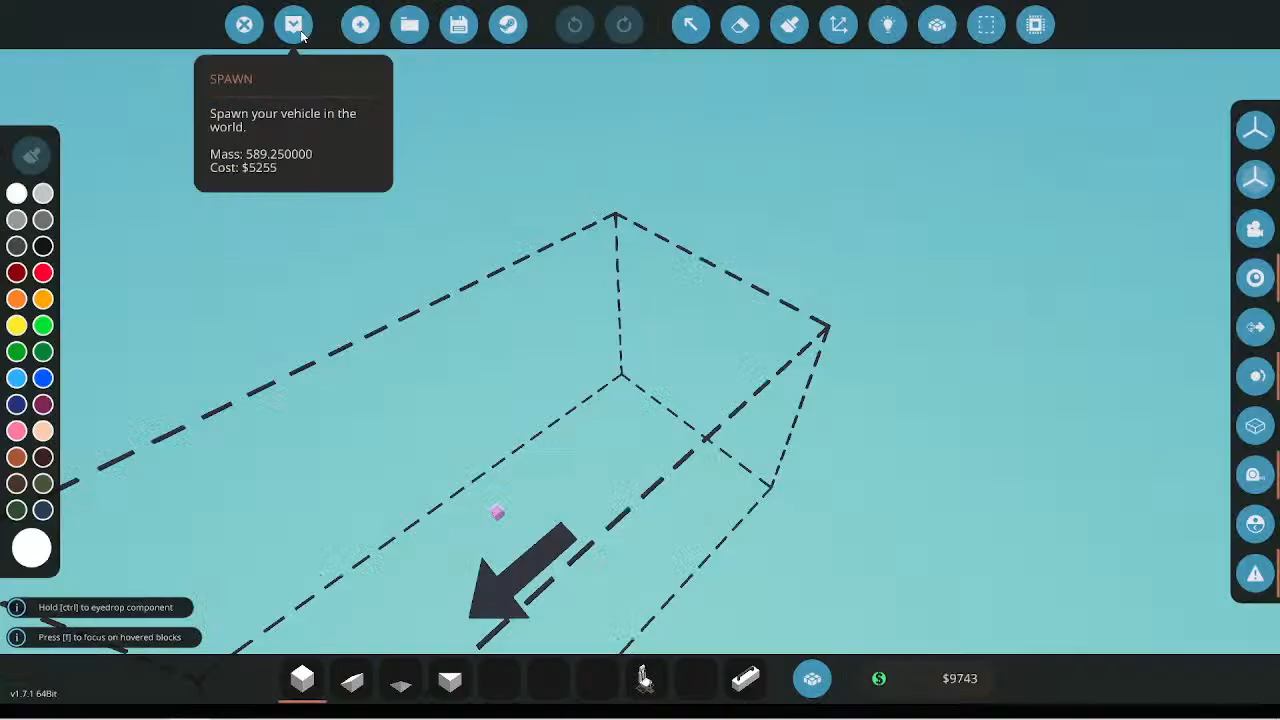 SPAWN
Spawn your vehicle in the
world.
Mass: 589.250000
Cost: $5255
Hold [ctrl] to eyedrop component
Press [f] to focus on hovered blocks
v1.7.1 64Bit
$9743